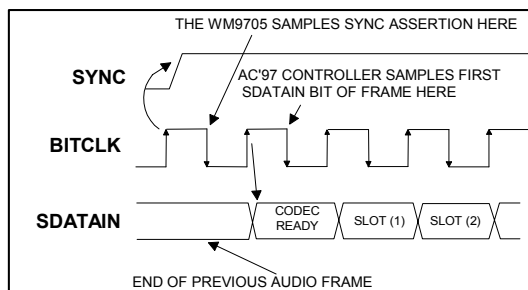 THE WM9705 SAMPLES SYNC ASSERTION HERE
SYNC
AC'97 CONTROLLER SAMPLES FIRST
SDATAIN BIT OF FRAME HERE
BITCLK
SDATAIN
CODEC
READY
SLOT (1)
SLOT (2)
END OF PREVIOUS AUDIO FRAME